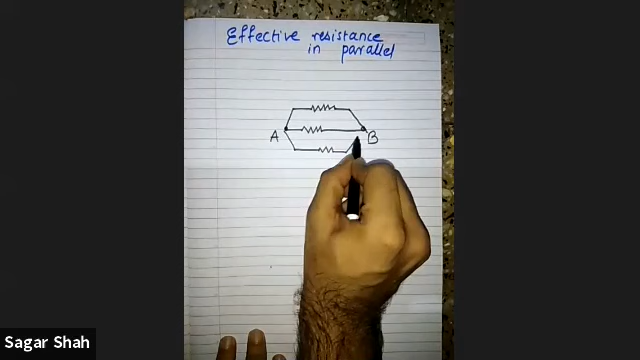 Effective resistance
in parallel
A
B
Sagar Shah